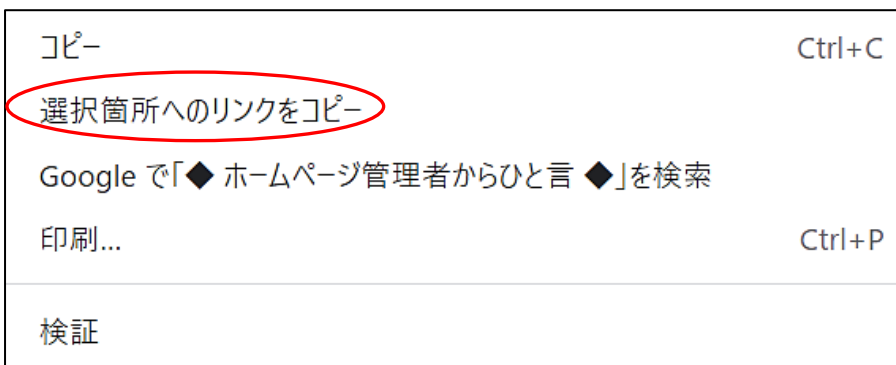 コピー Ctrl+C
選択箇所へのリンクをコピー
Google で「◆ ホームページ管理者からひと言 ◆」を検索
印刷... Ctrl+P
検証